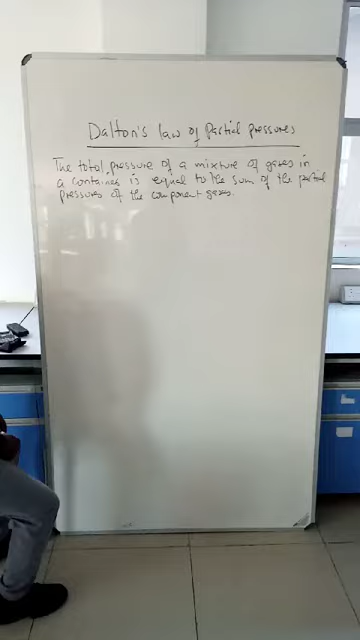 Dalton's law of Partial pressures
The total pressure of a mixture of gases in
a container is equal to the sum of the partial
pressures of the component gases.